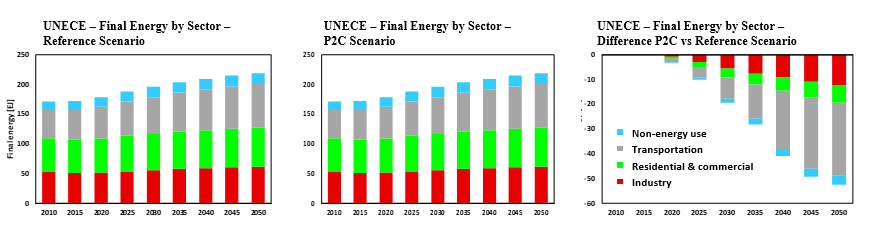 UNECE – Final Energy by Sector –
Reference Scenario
250
200
150
100
50
0
Final energy [EJ]
2010 2015 2020 2025 2030 2035 2040 2045 2050
UNECE – Final Energy by Sector –
P2C Scenario
250
200
150
100
50
0
2010 2015 2020 2025 2030 2035 2040 2045 2050
UNECE – Final Energy by Sector –
Difference P2C vs Reference Scenario
0
-10
-20
-30
-40
-50
-60
Non-energy use
Transportation
Residential & commercial
Industry
2010 2015 2020 2025 2030 2035 2040 2045 2050